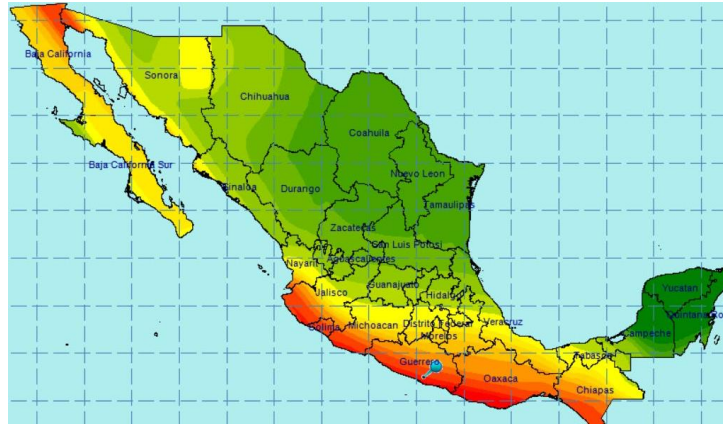 Baja California
Sonora
Chihuahua
Coahuila
Baja California Sur
Sinaloa
Durango
Nuevo Leon
Tamaulipas
Zacatecas
San Luis Potosi
Nayarit
Aguascalientes
Jalisco
Guanajuato
Hidalgo
Yucatan
Quintana Ro
Colima
Michoacan
Distrito Federal
Morelos
Veracruz
Campeche
Tabasco
Guerrero
Oaxaca
Chiapas